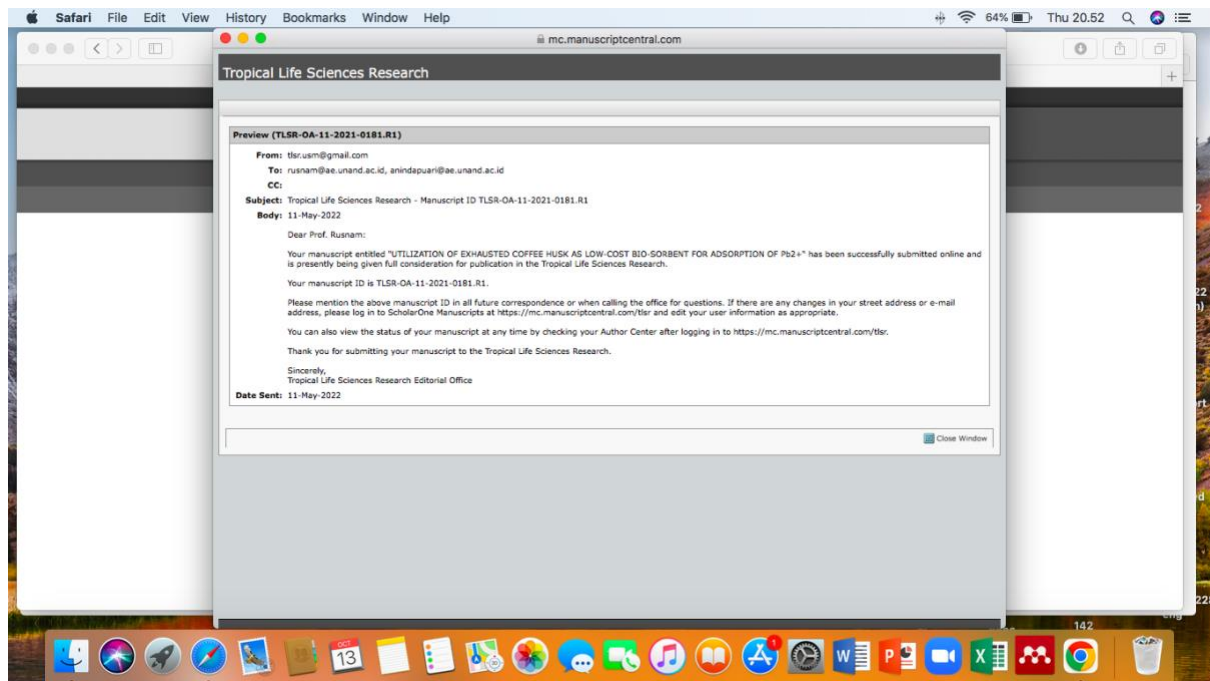 Safari File Edit View History Bookmarks Window Help 64% Thu 20.52
mc.manuscriptcentral.com
Tropical Life Sciences Research
Preview (TLSR-OA-11-2021-0181.R1)
From: tlsr.usm@gmail.com
To: rusnam@ae.unand.ac.id, anindapuari@ae.unand.ac.id
CC:
Subject: Tropical Life Sciences Research - Manuscript ID TLSR-OA-11-2021-0181.R1
Body: 11-May-2022
Dear Prof. Rusnam:
Your manuscript entitled "UTILIZATION OF EXHAUSTED COFFEE HUSK AS LOW-COST BIO-SORBENT FOR ADSORPTION OF Pb2+" has been successfully submitted online and
is presently being given full consideration for publication in the Tropical Life Sciences Research.
Your manuscript ID is TLSR-OA-11-2021-0181.R1.
Please mention the above manuscript ID in all future correspondence or when calling the office for questions. If there are any changes in your street address or e-mail
address, please log in to ScholarOne Manuscripts at https://mc.manuscriptcentral.com/tlsr and edit your user information as appropriate.
You can also view the status of your manuscript at any time by checking your Author Center after logging in to https://mc.manuscriptcentral.com/tlsr.
Thank you for submitting your manuscript to the Tropical Life Sciences Research.
Sincerely,
Tropical Life Sciences Research Editorial Office
Date Sent: 11-May-2022
Close Window
142
OCT
13